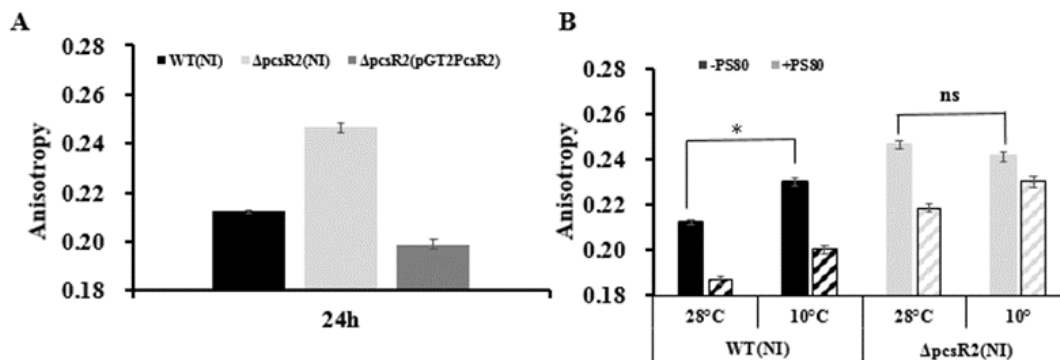 A
WT(NI) ΔpcsR2(NI) ΔpcsR2(pGT2PcsR2)
Anisotropy
0.28
0.26
0.24
0.22
0.20
0.18
24h
B
-PS80 +PS80
Anisotropy
0.28
0.26
0.24
0.22
0.20
0.18
*
ns
28°C 10°C 28°C 10°
WT(NI) ΔpcsR2(NI)